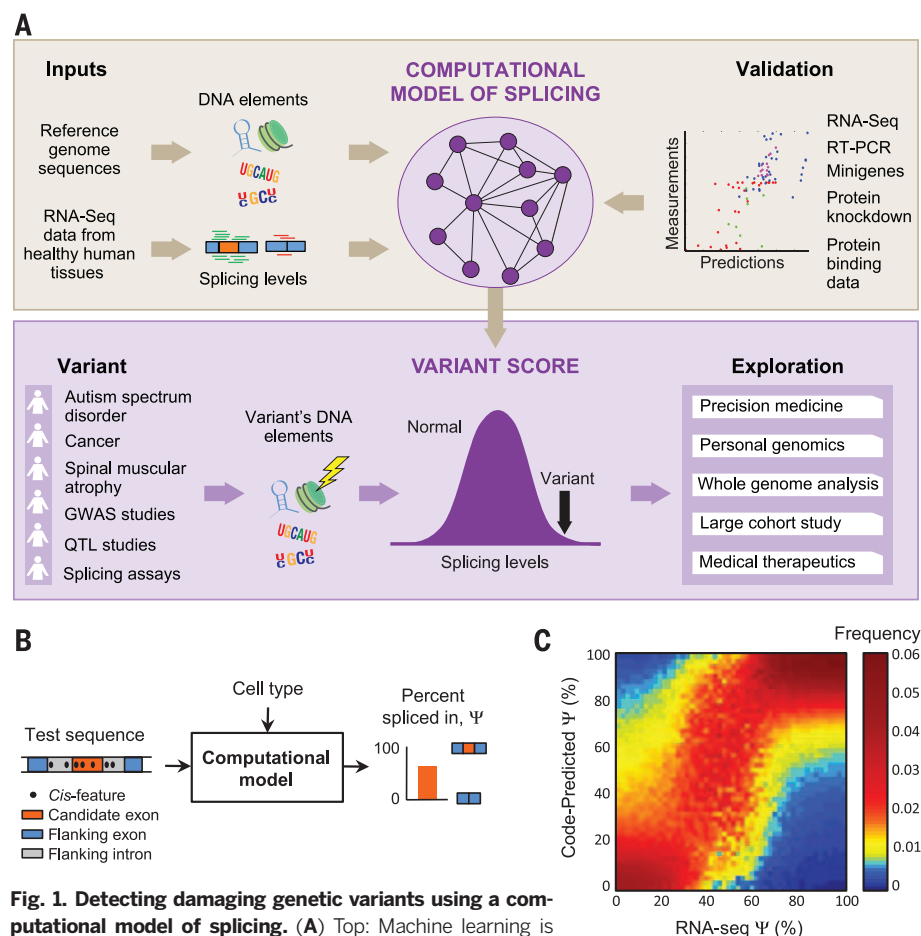 A
Inputs
Reference
genome
sequences
RNA-Seq
data from
healthy human
tissues
DNA elements
UGCAUG
UCGCUC
Splicing levels
COMPUTATIONAL
MODEL OF SPLICING
Validation
Measurements
Predictions
RNA-Seq
RT-PCR
Minigenes
Protein
knockdown
Protein
binding
data
Variant
Autism spectrum
disorder
Cancer
Spinal muscular
atrophy
GWAS studies
QTL studies
Splicing assays
Variant's DNA
elements
UGCAUG
UCGCUC
VARIANT SCORE
Normal
Variant
Splicing levels
Exploration
Precision medicine
Personal genomics
Whole genome analysis
Large cohort study
Medical therapeutics
B
Test sequence
Cis-feature
Candidate exon
Flanking exon
Flanking intron
Cell type
Computational
model
Percent
spliced in, Ψ
100
0
C
Frequency
0.06
0.04
0.03
0.02
0.01
0
Code-Predicted Ψ (%)
100
80
60
40
20
0
0 20 40 60 80 100
RNA-seq Ψ (%)
Fig. 1. Detecting damaging genetic variants using a com-
putational model of splicing. (A) Top: Machine learning is